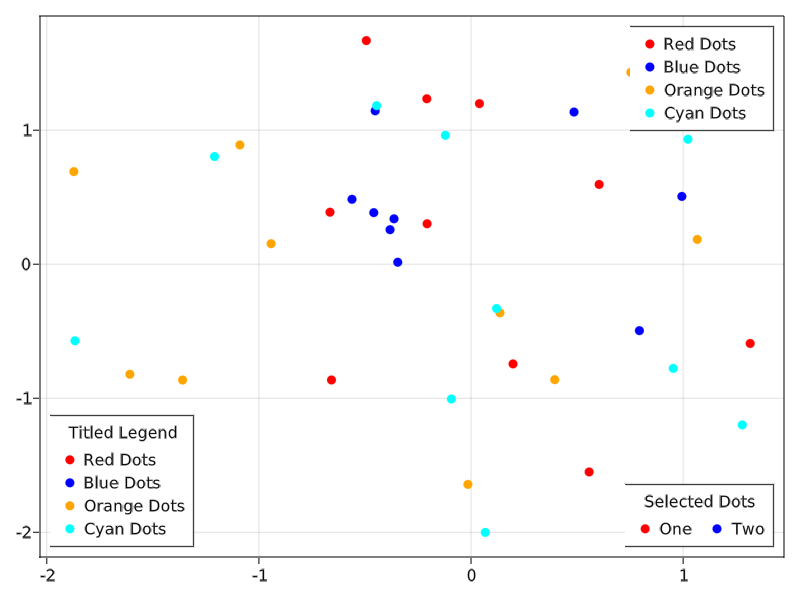 Red Dots
Blue Dots
Orange Dots
Cyan Dots
1
0
-1
-2
Titled Legend
Red Dots
Blue Dots
Orange Dots
Cyan Dots
Selected Dots
One Two
-2 -1 0 1